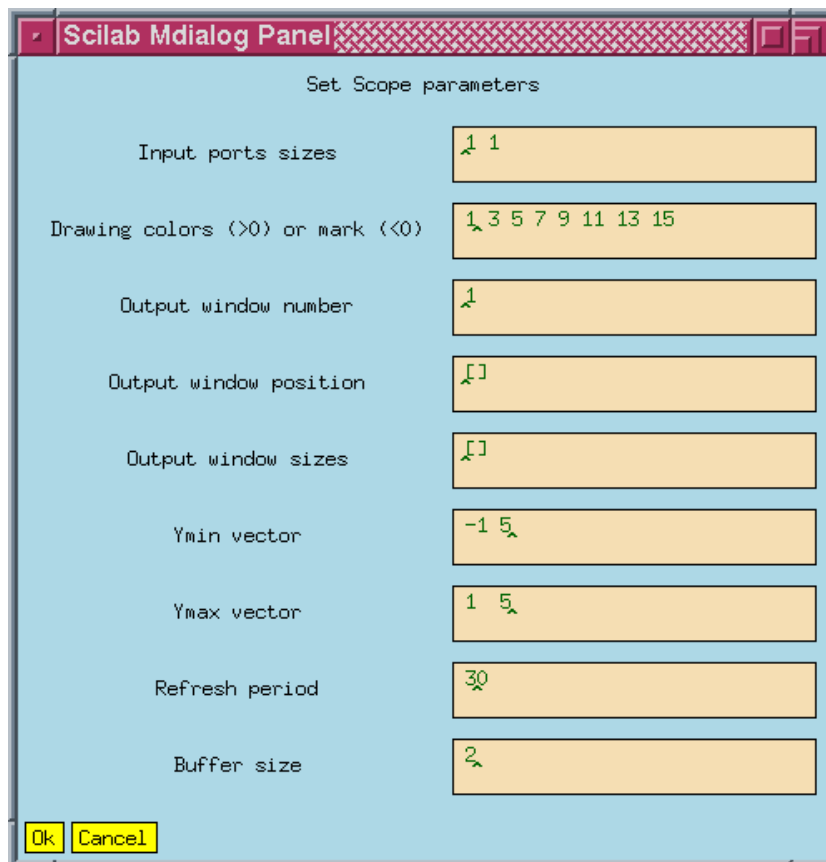 Scilab Mdialog Panel
Set Scope parameters
Input ports sizes
1 1
Drawing colors (>0) or mark (<0)
1 3 5 7 9 11 13 15
Output window number
1
Output window position
[]
Output window sizes
[]
Ymin vector
-1 5
Ymax vector
1  5
Refresh period
30
Buffer size
2
Ok Cancel